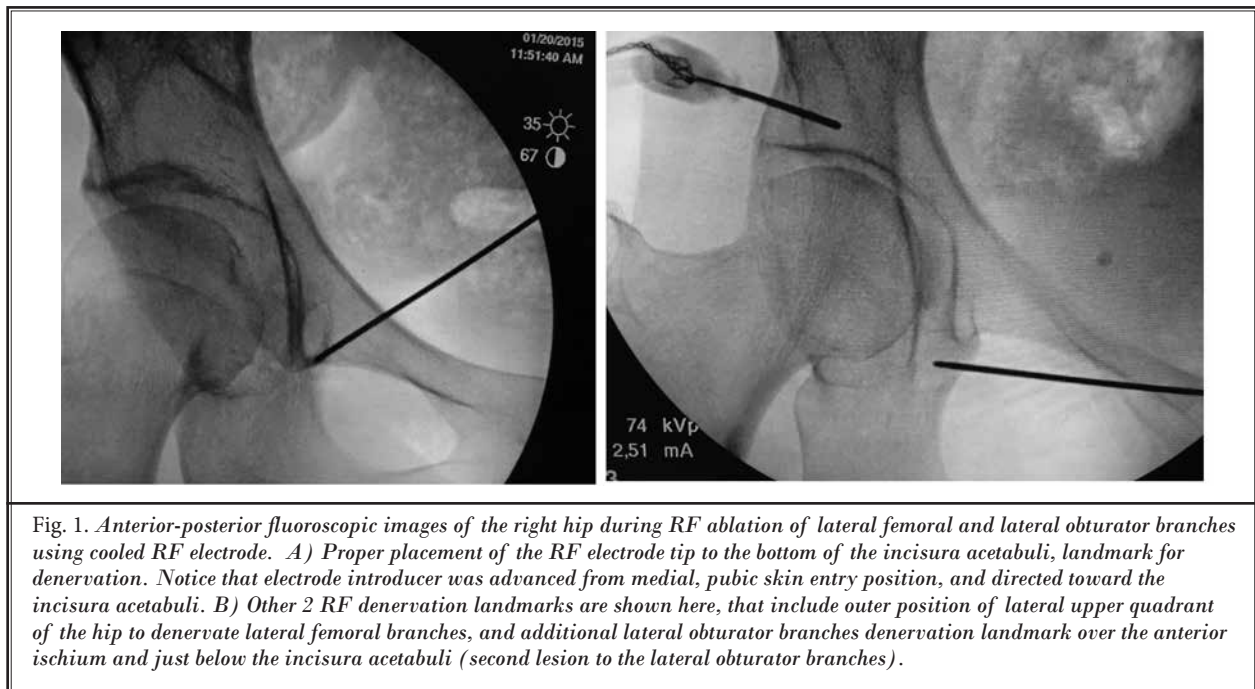 01/20/2015
11:51:40 AM
35
67
74 kVp
2,51 mA
Fig. 1. Anterior-posterior fluoroscopic images of the right hip during RF ablation of lateral femoral and lateral obturator branches
using cooled RF electrode. A) Proper placement of the RF electrode tip to the bottom of the incisura acetabuli, landmark for
denervation. Notice that electrode introducer was advanced from medial, pubic skin entry position, and directed toward the
incisura acetabuli. B) Other 2 RF denervation landmarks are shown here, that include outer position of lateral upper quadrant
of the hip to denervate lateral femoral branches, and additional lateral obturator branches denervation landmark over the anterior
ischium and just below the incisura acetabuli (second lesion to the lateral obturator branches).